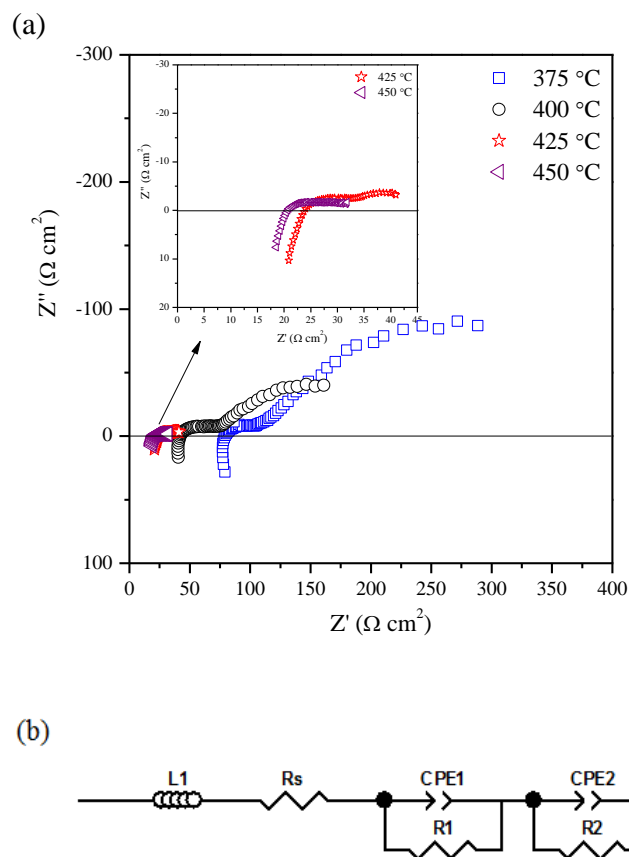 (a)
-300
-200
-100
0
100
0
50
100
150
200
250
300
350
400
Z'' (Ω cm²)
Z' (Ω cm²)
375 °C
400 °C
425 °C
450 °C
-30
-20
-10
0
10
20
0
5
10
15
20
25
30
35
40
45
Z'' (Ω cm²)
Z' (Ω cm²)
425 °C
450 °C
(b)
L1
Rs
CPE1
CPE2
R1
R2